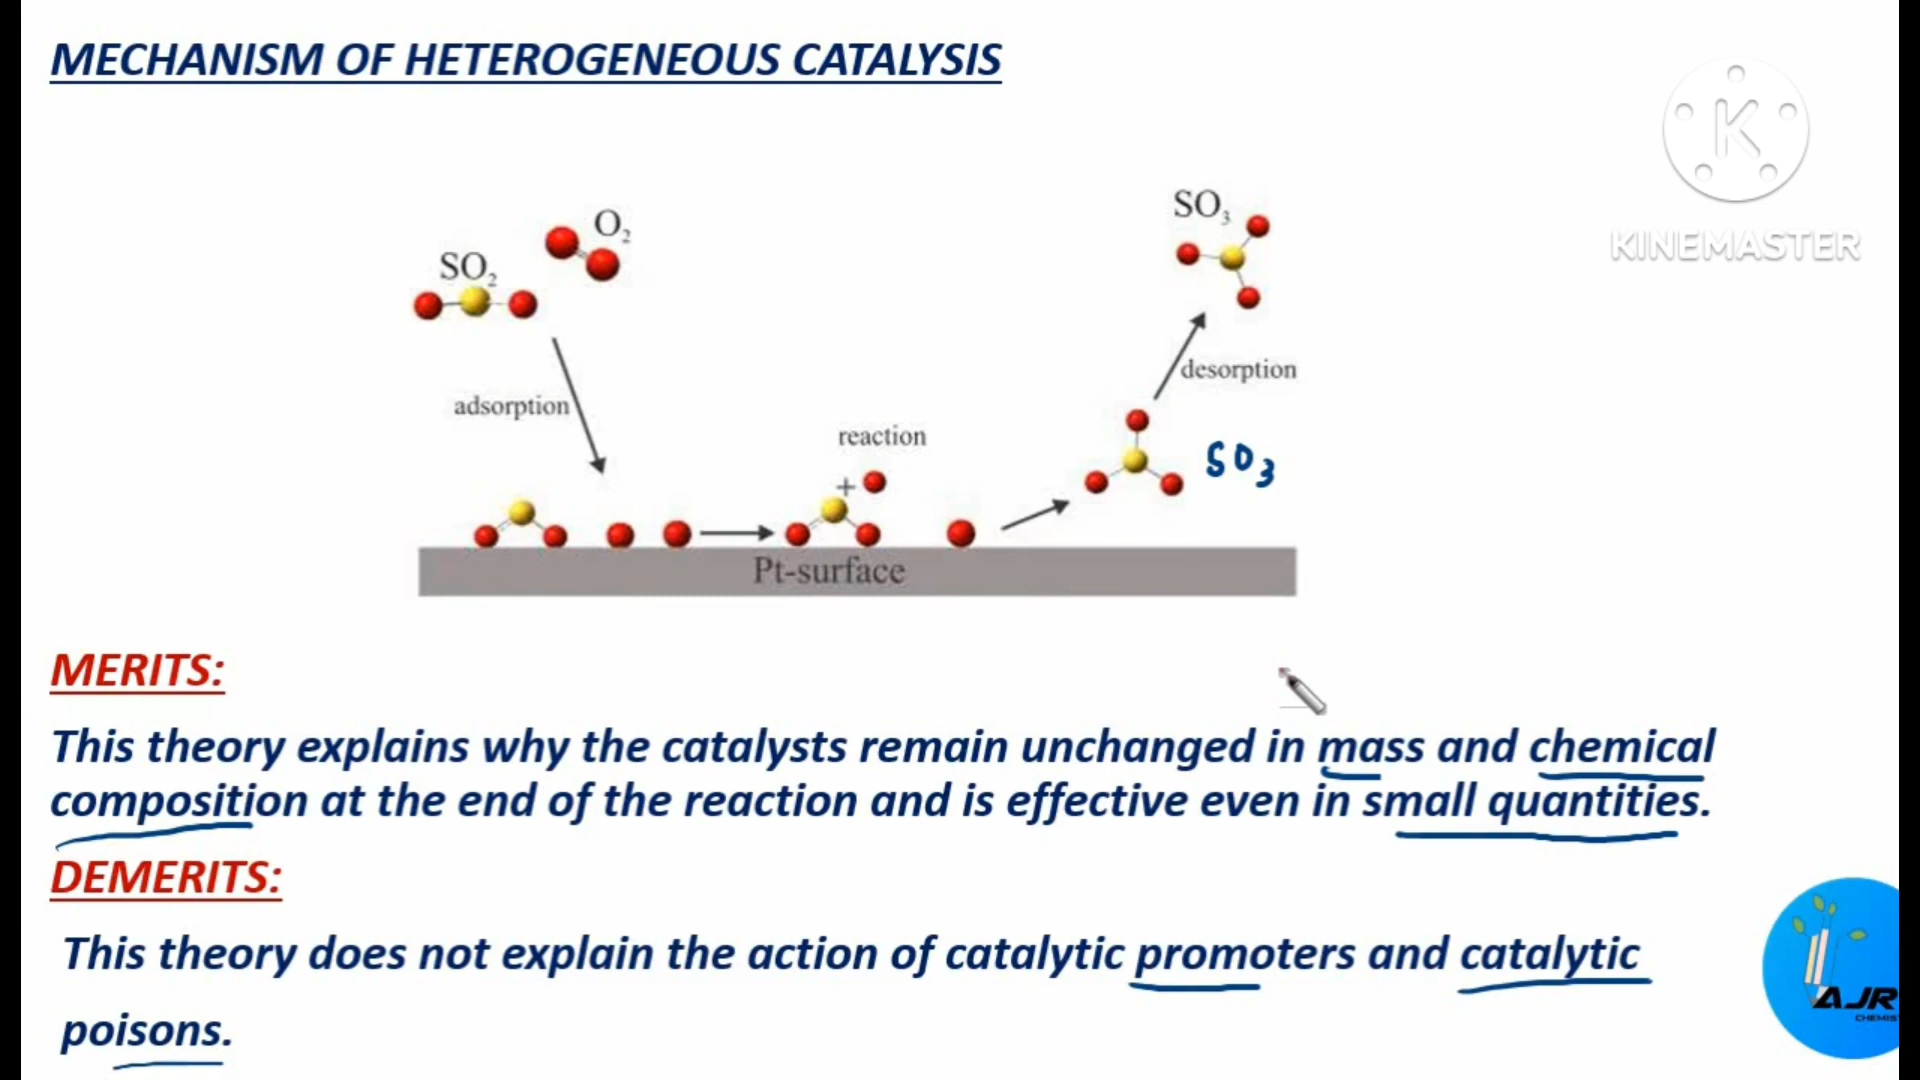 MECHANISM OF HETEROGENEOUS CATALYSIS
K
KINEMASTER
SO₃
O₂
SO₂
desorption
adsorption
reaction
SO₃
+
Pt-surface
MERITS:
This theory explains why the catalysts remain unchanged in mass and chemical
composition at the end of the reaction and is effective even in small quantities.
DEMERITS:
This theory does not explain the action of catalytic promoters and catalytic
poisons.
AJR
CHEMIS